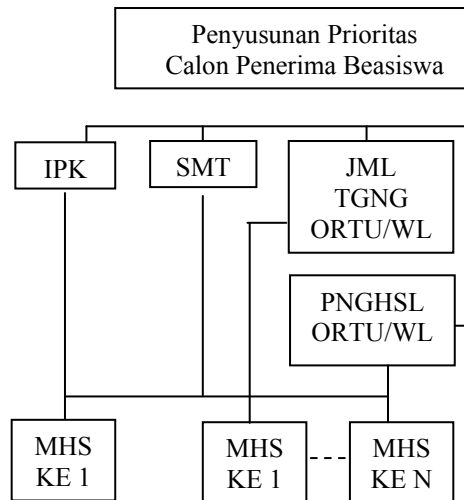 Penyusunan Prioritas
Calon Penerima Beasiswa
IPK
SMT
JML
TGNG
ORTU/WL
PNGHSL
ORTU/WL
MHS
KE 1
MHS
KE 1
MHS
KE N